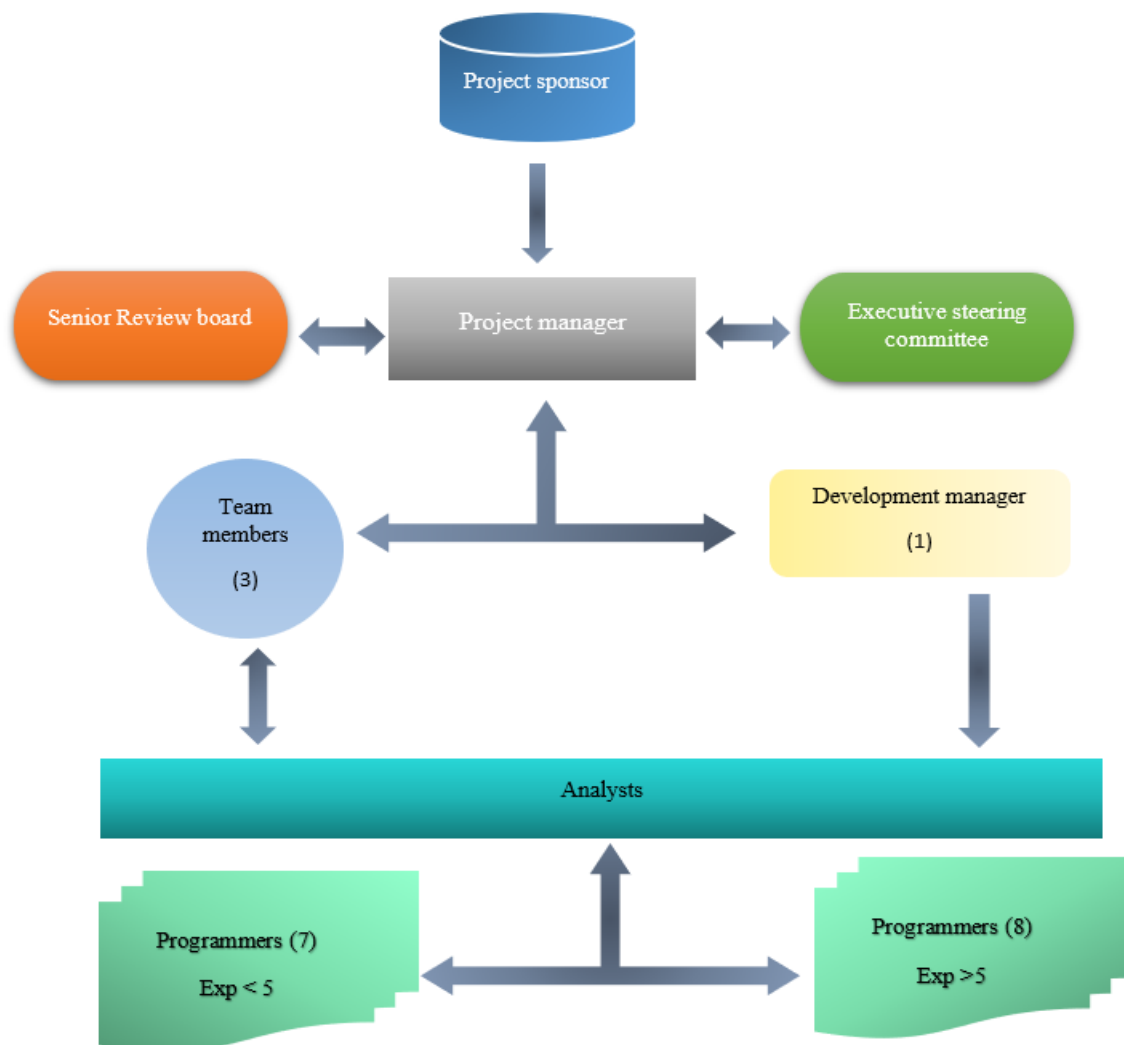 Project sponsor
Senior Review board
Project manager
Executive steering
committee
Team
members
(3)
Development manager
(1)
Analysts
Programmers (7)
Exp < 5
Programmers (8)
Exp >5